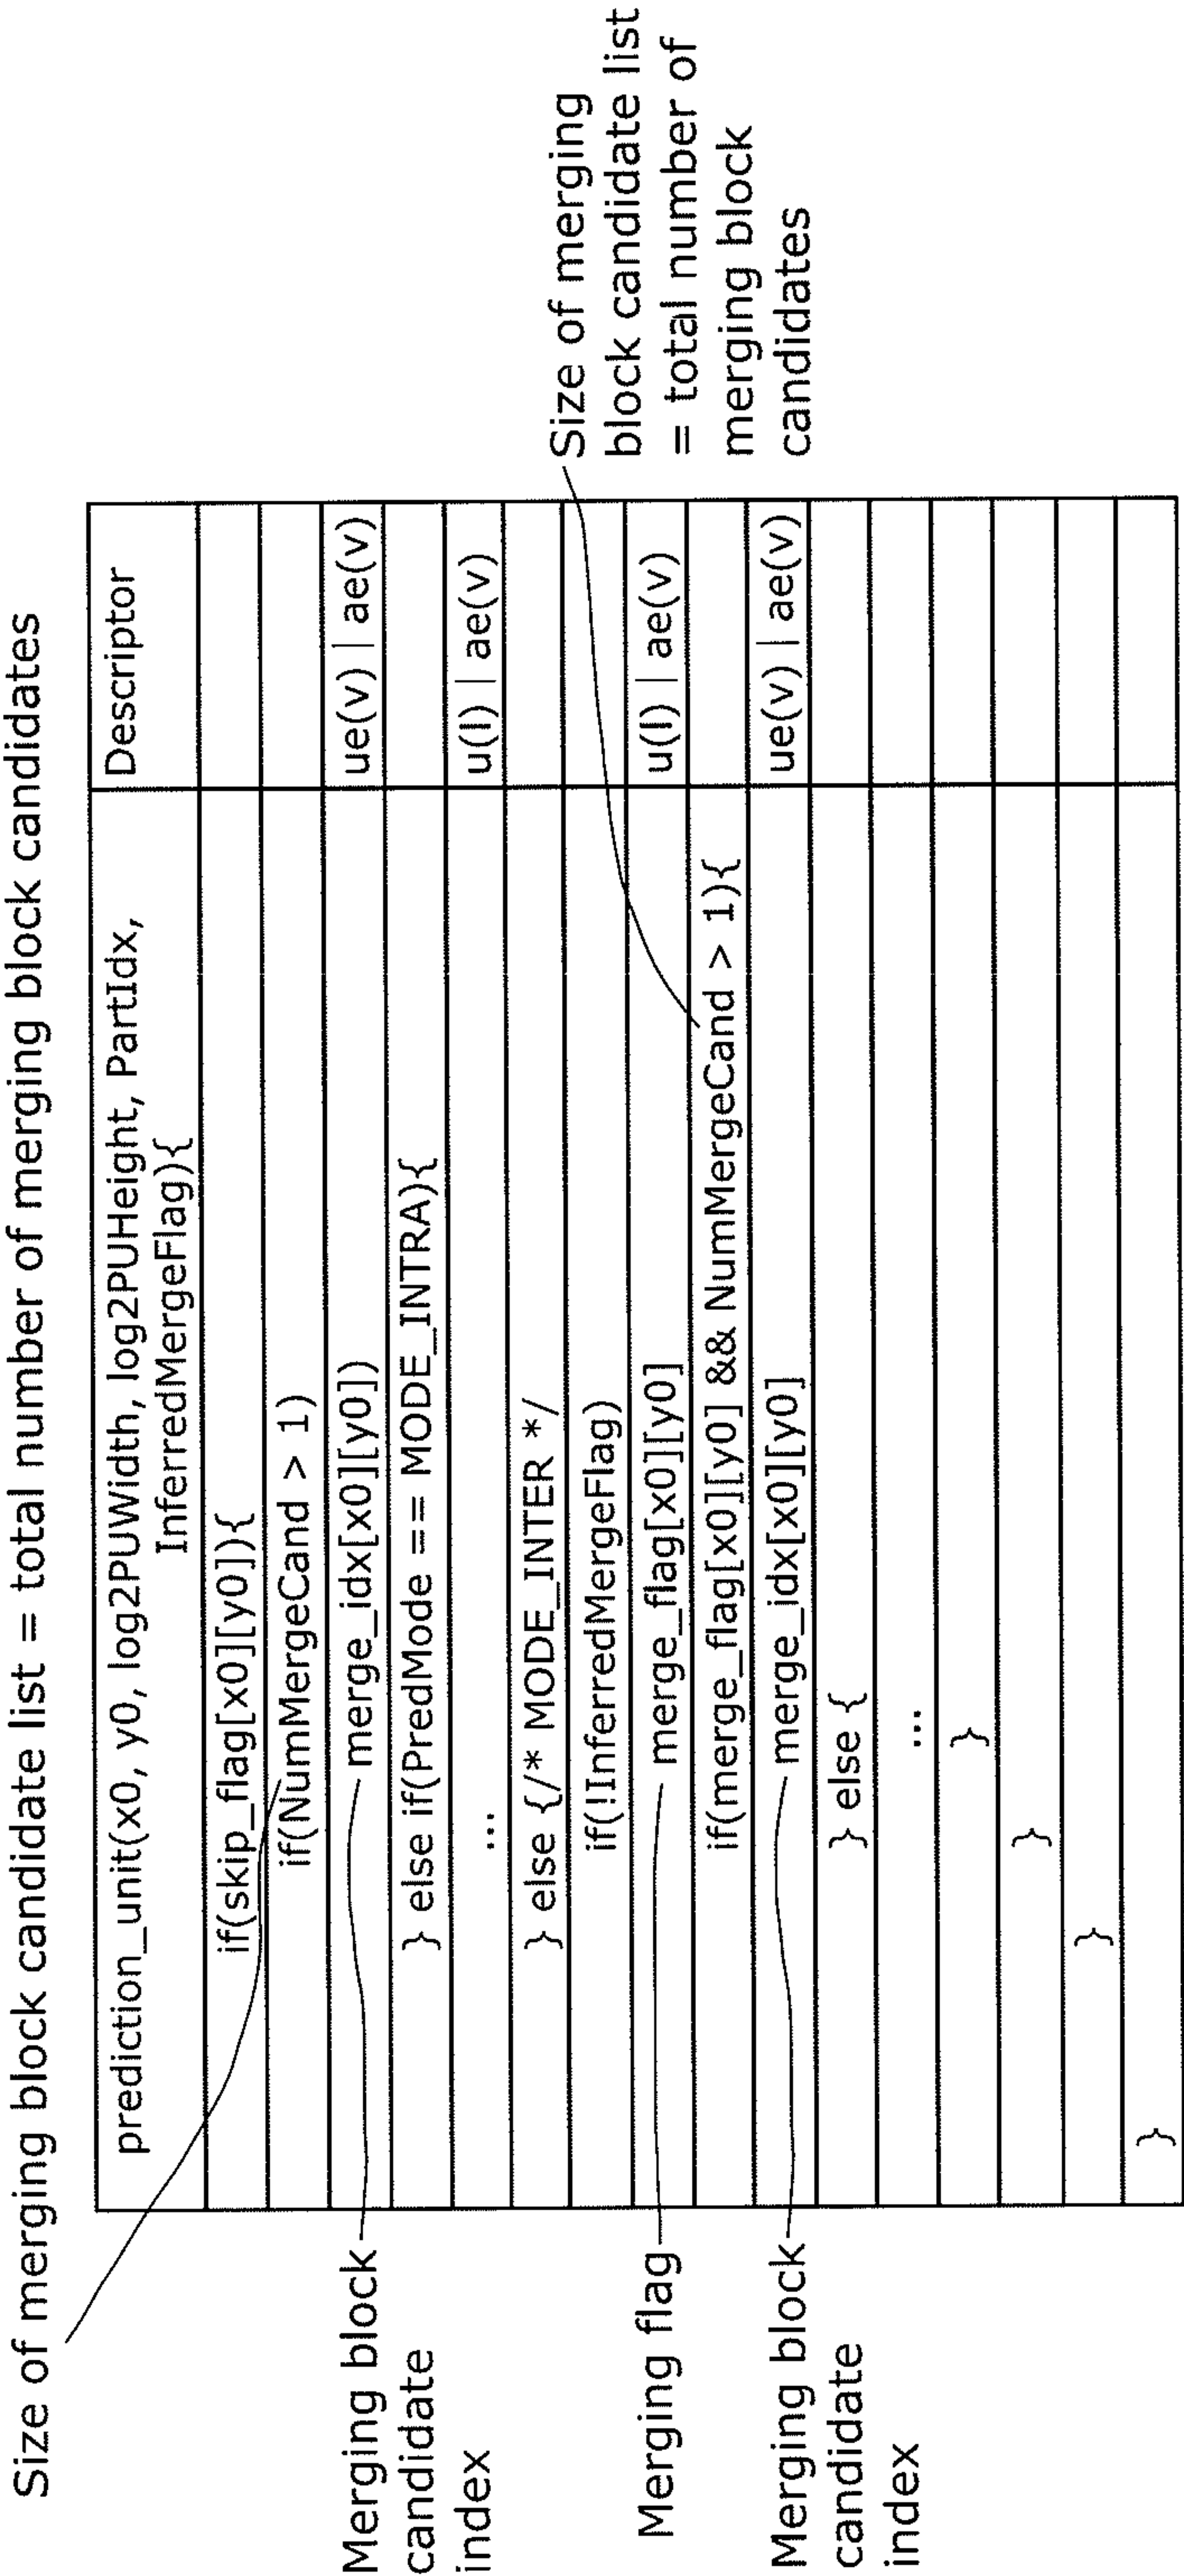 Size of merging block candidate list = total number of merging block candidates
prediction_unit(x0, y0, log2PUWidth, log2PUHeight, PartIdx,
InferredMergeFlag){
Descriptor
if(skip_flag[x0][y0]){
if(NumMergeCand > 1)
merge_idx[x0][y0])
ue(v) | ae(v)
} else if(PredMode == MODE_INTRA){
...
u(l) | ae(v)
} else {/* MODE_INTER */
if(!InferredMergeFlag)
merge_flag[x0][y0]
u(l) | ae(v)
if(merge_flag[x0][y0] && NumMergeCand > 1){
merge_idx[x0][y0]
ue(v) | ae(v)
} else {
...
}
}
}
}
Merging block
candidate
index
Merging flag
Merging block
candidate
index
Size of merging
block candidate list
= total number of
merging block
candidates